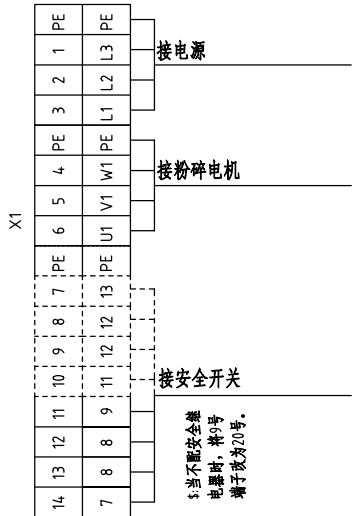 X1
PE PE
1 L3
2 L2
3 L1
接电源
PE PE
4 W1
5 V1
6 U1
接粉碎电机
PE PE
7 13
8 12
9 12
10 11
11 9
12 8
13 8
14 7
接安全开关
$:当不配安全继
电器时，将9号
端子改为20号。